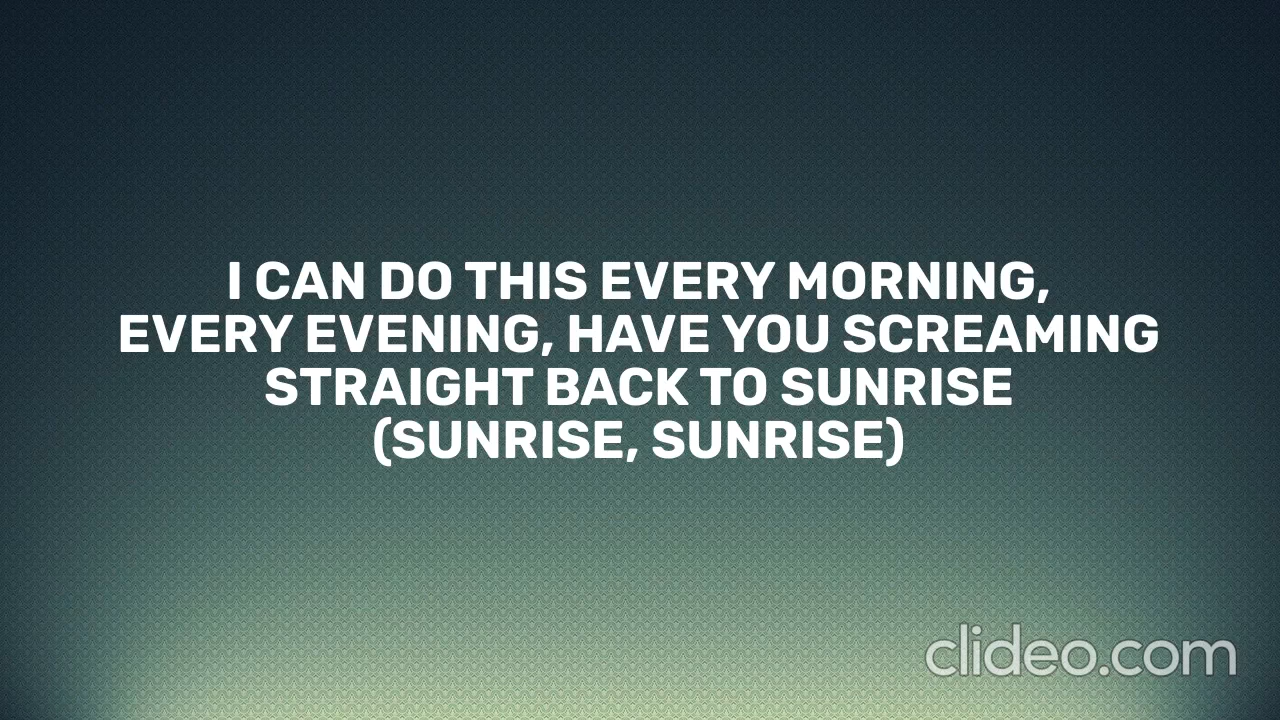 I CAN DO THIS EVERY MORNING,
EVERY EVENING, HAVE YOU SCREAMING
STRAIGHT BACK TO SUNRISE
(SUNRISE, SUNRISE)
clideo.com